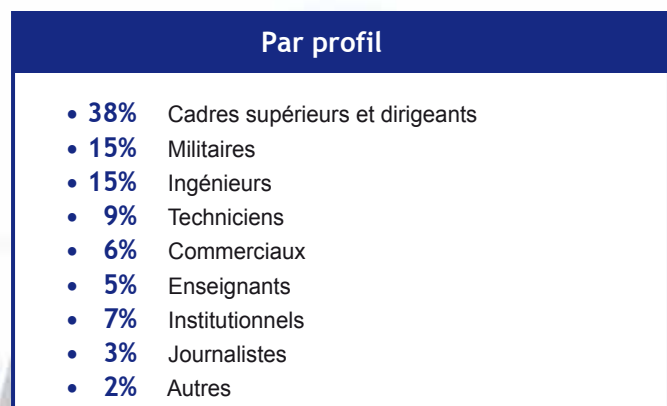 Par profil
• 38% Cadres supérieurs et dirigeants
• 15% Militaires
• 15% Ingénieurs
• 9% Techniciens
• 6% Commerciaux
• 5% Enseignants
• 7% Institutionnels
• 3% Journalistes
• 2% Autres